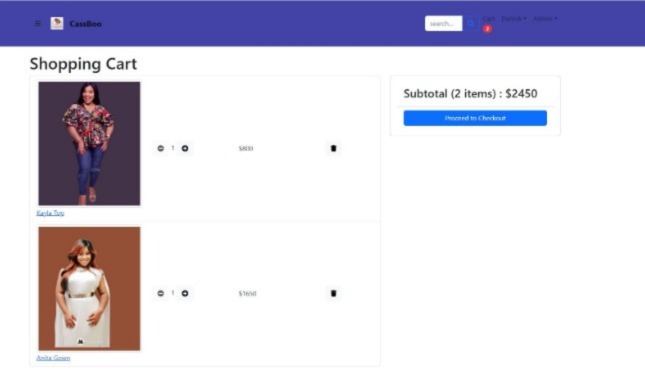 CassBoo
search...
Cart
2
Admin
Shopping Cart
1
$800
Kayla Top
1
$1650
Anita Gown
Subtotal (2 items) : $2450
Proceed to Checkout